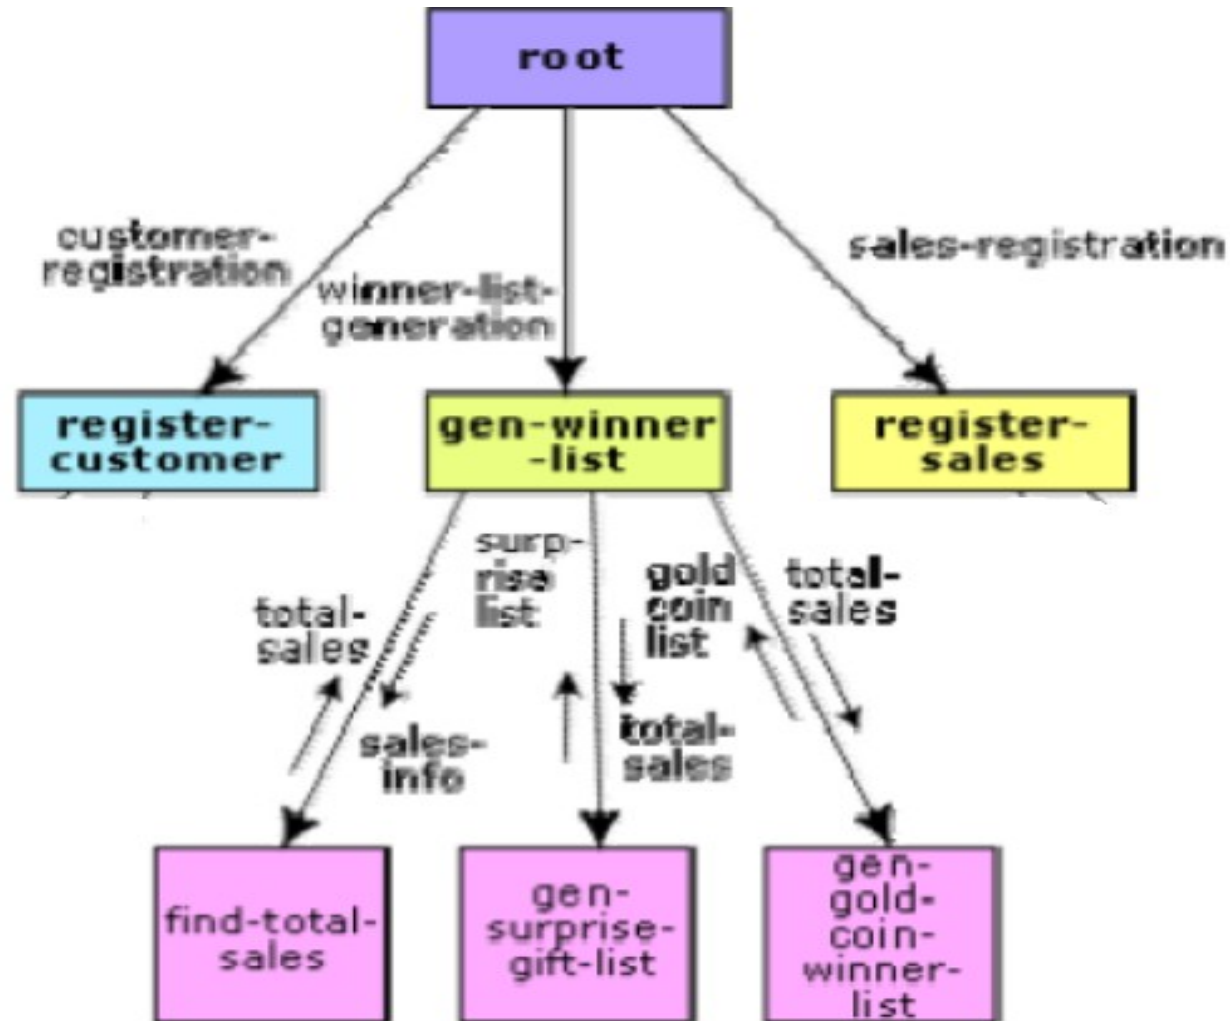 root
customer-
registration
sales-registration
winner-list-
generation
register-
customer
gen-winner
-list
register-
sales
total-
sales
surp-
rise
list
gold
coin
list
total-
sales
sales-
info
total-
sales
find-total-
sales
gen-
surprise-
gift-list
gen-
gold-
coin-
winner-
list